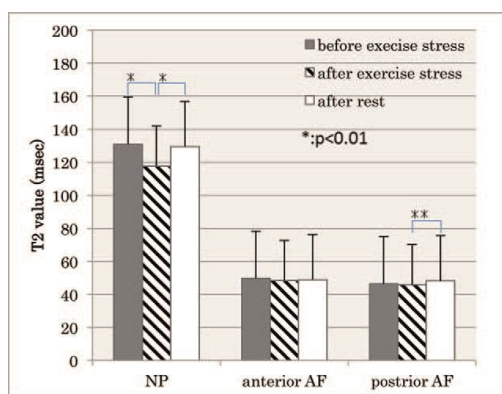 200
180
160
140
120
100
80
60
40
20
0
T2 value (msec)
before execise stress
after exercise stress
after rest
*:p<0.01
* *
**
NP anterior AF postrior AF